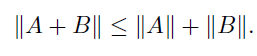 ‖A + B‖ ≤ ‖A‖ + ‖B‖.